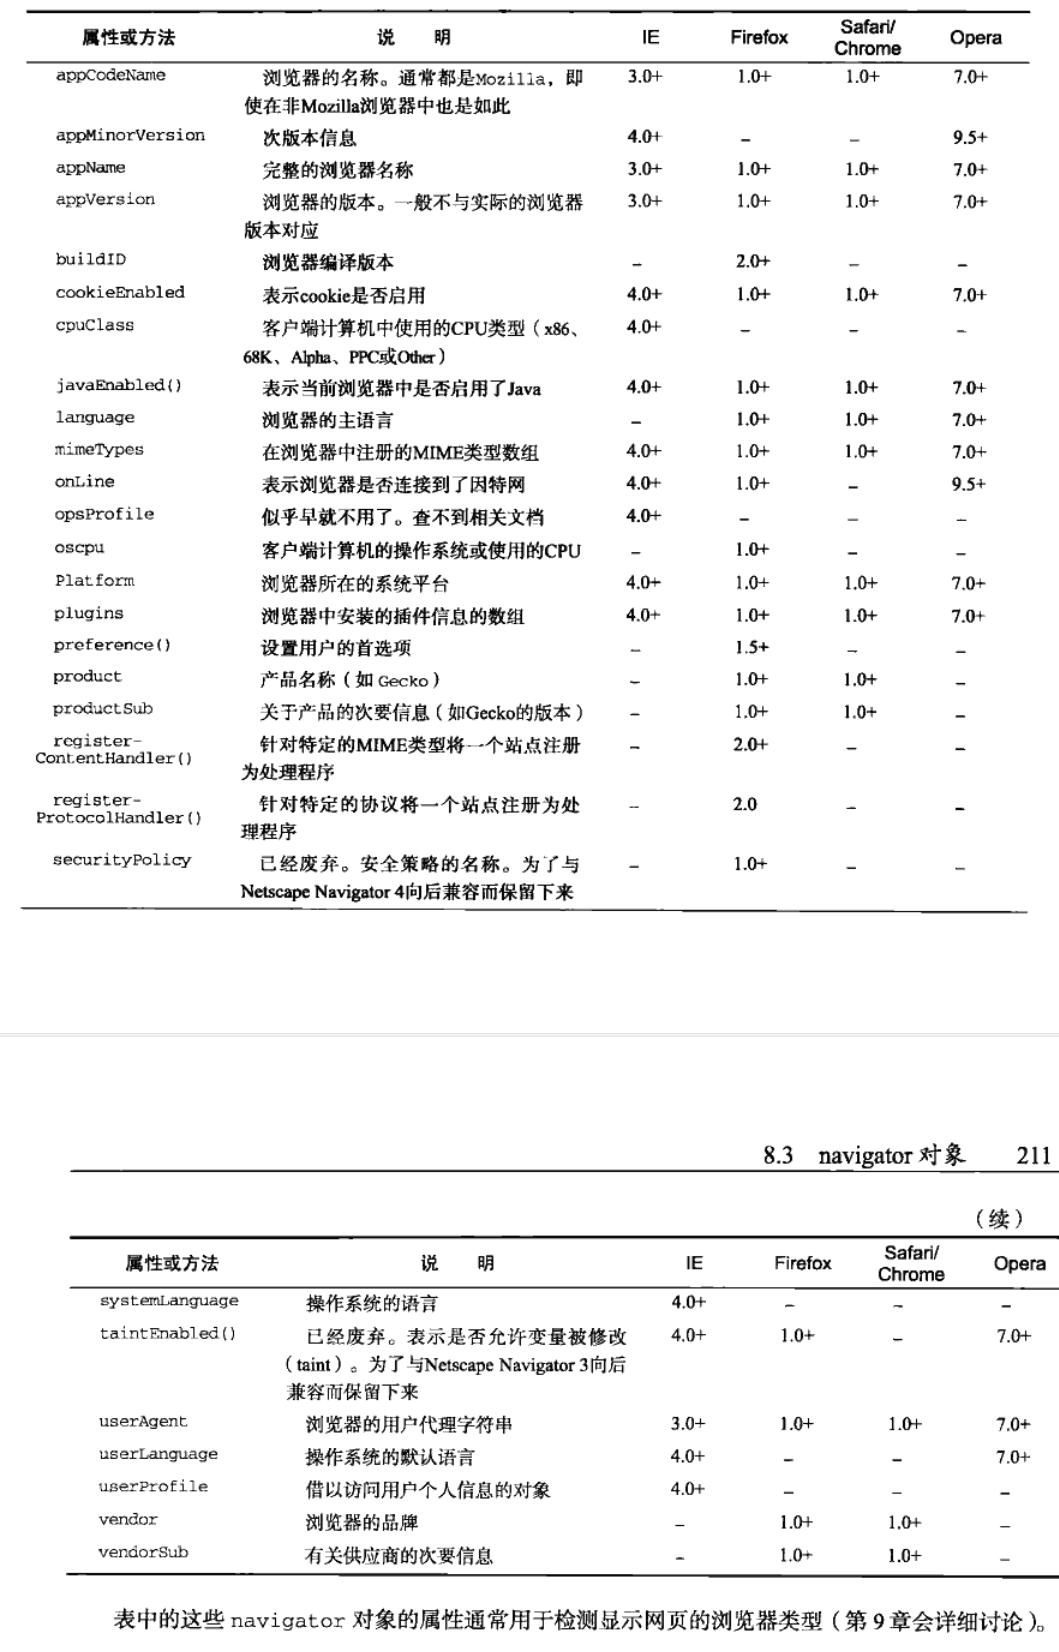 属性或方法 说 明 IE Firefox Safari/Chrome Opera
appCodeName 浏览器的名称。通常都是Mozilla，即 3.0+ 1.0+ 1.0+ 7.0+
使在非Mozilla浏览器中也是如此
appMinorVersion 次版本信息 4.0+ – – 9.5+
appName 完整的浏览器名称 3.0+ 1.0+ 1.0+ 7.0+
appVersion 浏览器的版本。一般不与实际的浏览器 3.0+ 1.0+ 1.0+ 7.0+
版本对应
buildID 浏览器编译版本 – 2.0+ – –
cookieEnabled 表示cookie是否启用 4.0+ 1.0+ 1.0+ 7.0+
cpuClass 客户端计算机中使用的CPU类型（x86、 4.0+ – – –
68K、Alpha、PPC或Other）
javaEnabled() 表示当前浏览器中是否启用了Java 4.0+ 1.0+ 1.0+ 7.0+
language 浏览器的主语言 – 1.0+ 1.0+ 7.0+
mimeTypes 在浏览器中注册的MIME类型数组 4.0+ 1.0+ 1.0+ 7.0+
onLine 表示浏览器是否连接到了因特网 4.0+ 1.0+ – 9.5+
opsProfile 似乎早就不用了。查不到相关文档 4.0+ – – –
oscpu 客户端计算机的操作系统或使用的CPU – 1.0+ – –
Platform 浏览器所在的系统平台 4.0+ 1.0+ 1.0+ 7.0+
plugins 浏览器中安装的插件信息的数组 4.0+ 1.0+ 1.0+ 7.0+
preference() 设置用户的首选项 – 1.5+ – –
product 产品名称（如 Gecko） – 1.0+ 1.0+ –
productSub 关于产品的次要信息（如Gecko的版本） – 1.0+ 1.0+ –
register- 针对特定的MIME类型将一个站点注册 – 2.0+ – –
ContentHandler() 为处理程序
register- 针对特定的协议将一个站点注册为处 – 2.0 – –
ProtocolHandler() 理程序
securityPolicy 已经废弃。安全策略的名称。为了与 – 1.0+ – –
Netscape Navigator 4向后兼容而保留下来
8.3 navigator 对象 211
（续）
属性或方法 说 明 IE Firefox Safari/Chrome Opera
systemLanguage 操作系统的语言 4.0+ – – –
taintEnabled() 已经废弃。表示是否允许变量被修改 4.0+ 1.0+ – 7.0+
（taint）。为了与Netscape Navigator 3向后
兼容而保留下来
userAgent 浏览器的用户代理字符串 3.0+ 1.0+ 1.0+ 7.0+
userLanguage 操作系统的默认语言 4.0+ – – 7.0+
userProfile 借以访问用户个人信息的对象 4.0+ – – –
vendor 浏览器的品牌 – 1.0+ 1.0+ –
vendorSub 有关供应商的次要信息 – 1.0+ 1.0+ –
表中的这些 navigator 对象的属性通常用于检测显示网页的浏览器类型（第 9 章会详细讨论）。